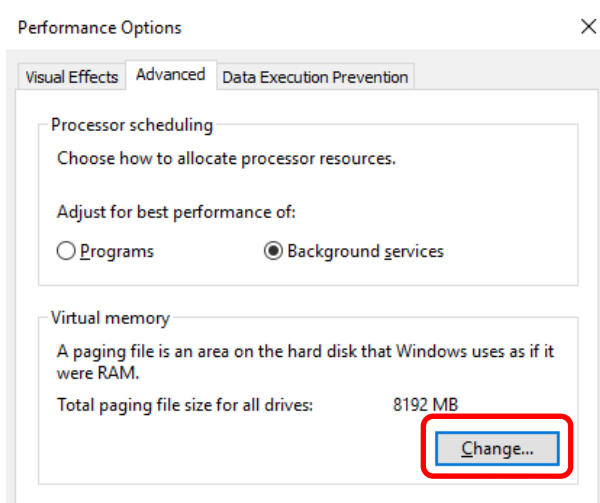 Performance Options
Visual Effects Advanced Data Execution Prevention
Processor scheduling
Choose how to allocate processor resources.
Adjust for best performance of:
Programs Background services
Virtual memory
A paging file is an area on the hard disk that Windows uses as if it
were RAM.
Total paging file size for all drives: 8192 MB
Change...